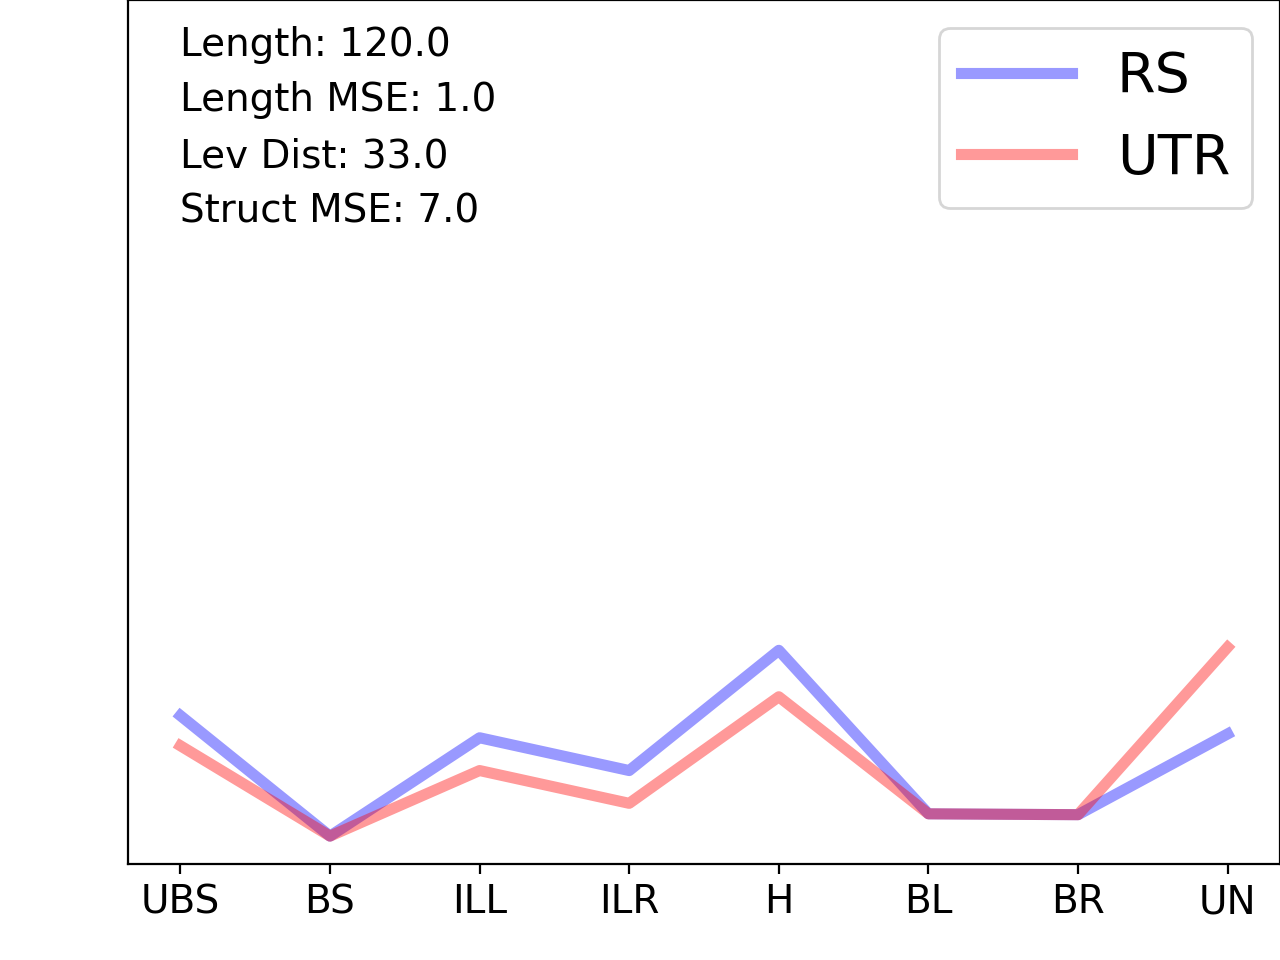 Length: 120.0
Length MSE: 1.0
Lev Dist: 33.0
Struct MSE: 7.0
RS
UTR
UBS BS ILL ILR H BL BR UN